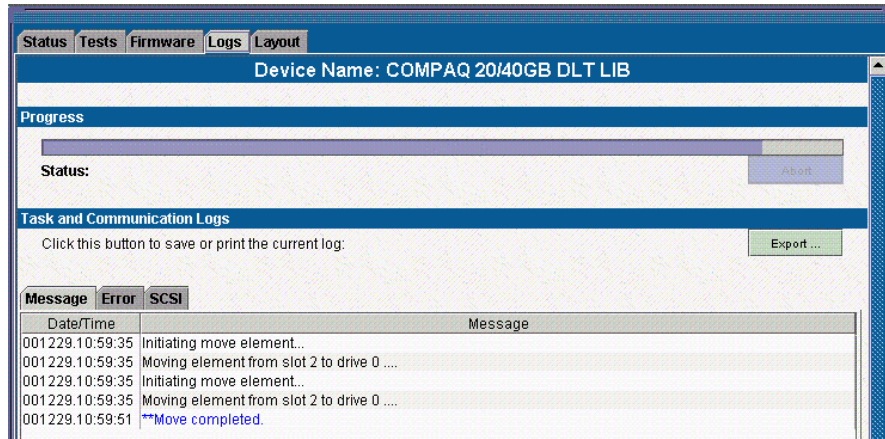 Status Tests Firmware Logs Layout
Device Name: COMPAQ 20/40GB DLT LIB
Progress
Status:
Abort
Task and Communication Logs
Click this button to save or print the current log:
Export ...
Message Error SCSI
Date/Time Message
001229.10:59:35 Initiating move element...
001229.10:59:35 Moving element from slot 2 to drive 0 ....
001229.10:59:35 Initiating move element...
001229.10:59:35 Moving element from slot 2 to drive 0 ....
001229.10:59:51 **Move completed.